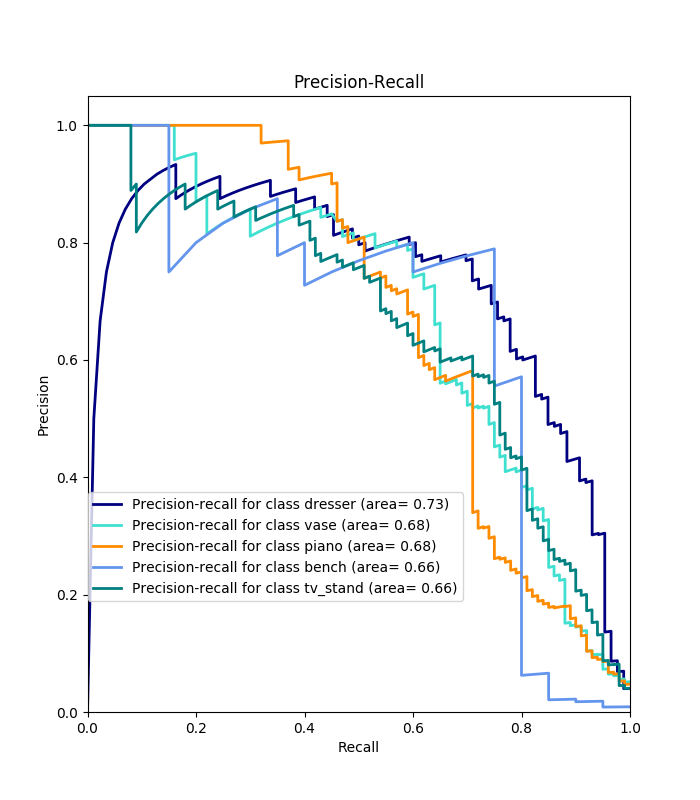 Precision-Recall
1.0
0.8
0.6
0.4
0.2
0.0
Precision
Precision-recall for class dresser (area= 0.73)
Precision-recall for class vase (area= 0.68)
Precision-recall for class piano (area= 0.68)
Precision-recall for class bench (area= 0.66)
Precision-recall for class tv_stand (area= 0.66)
0.0 0.2 0.4 0.6 0.8 1.0
Recall